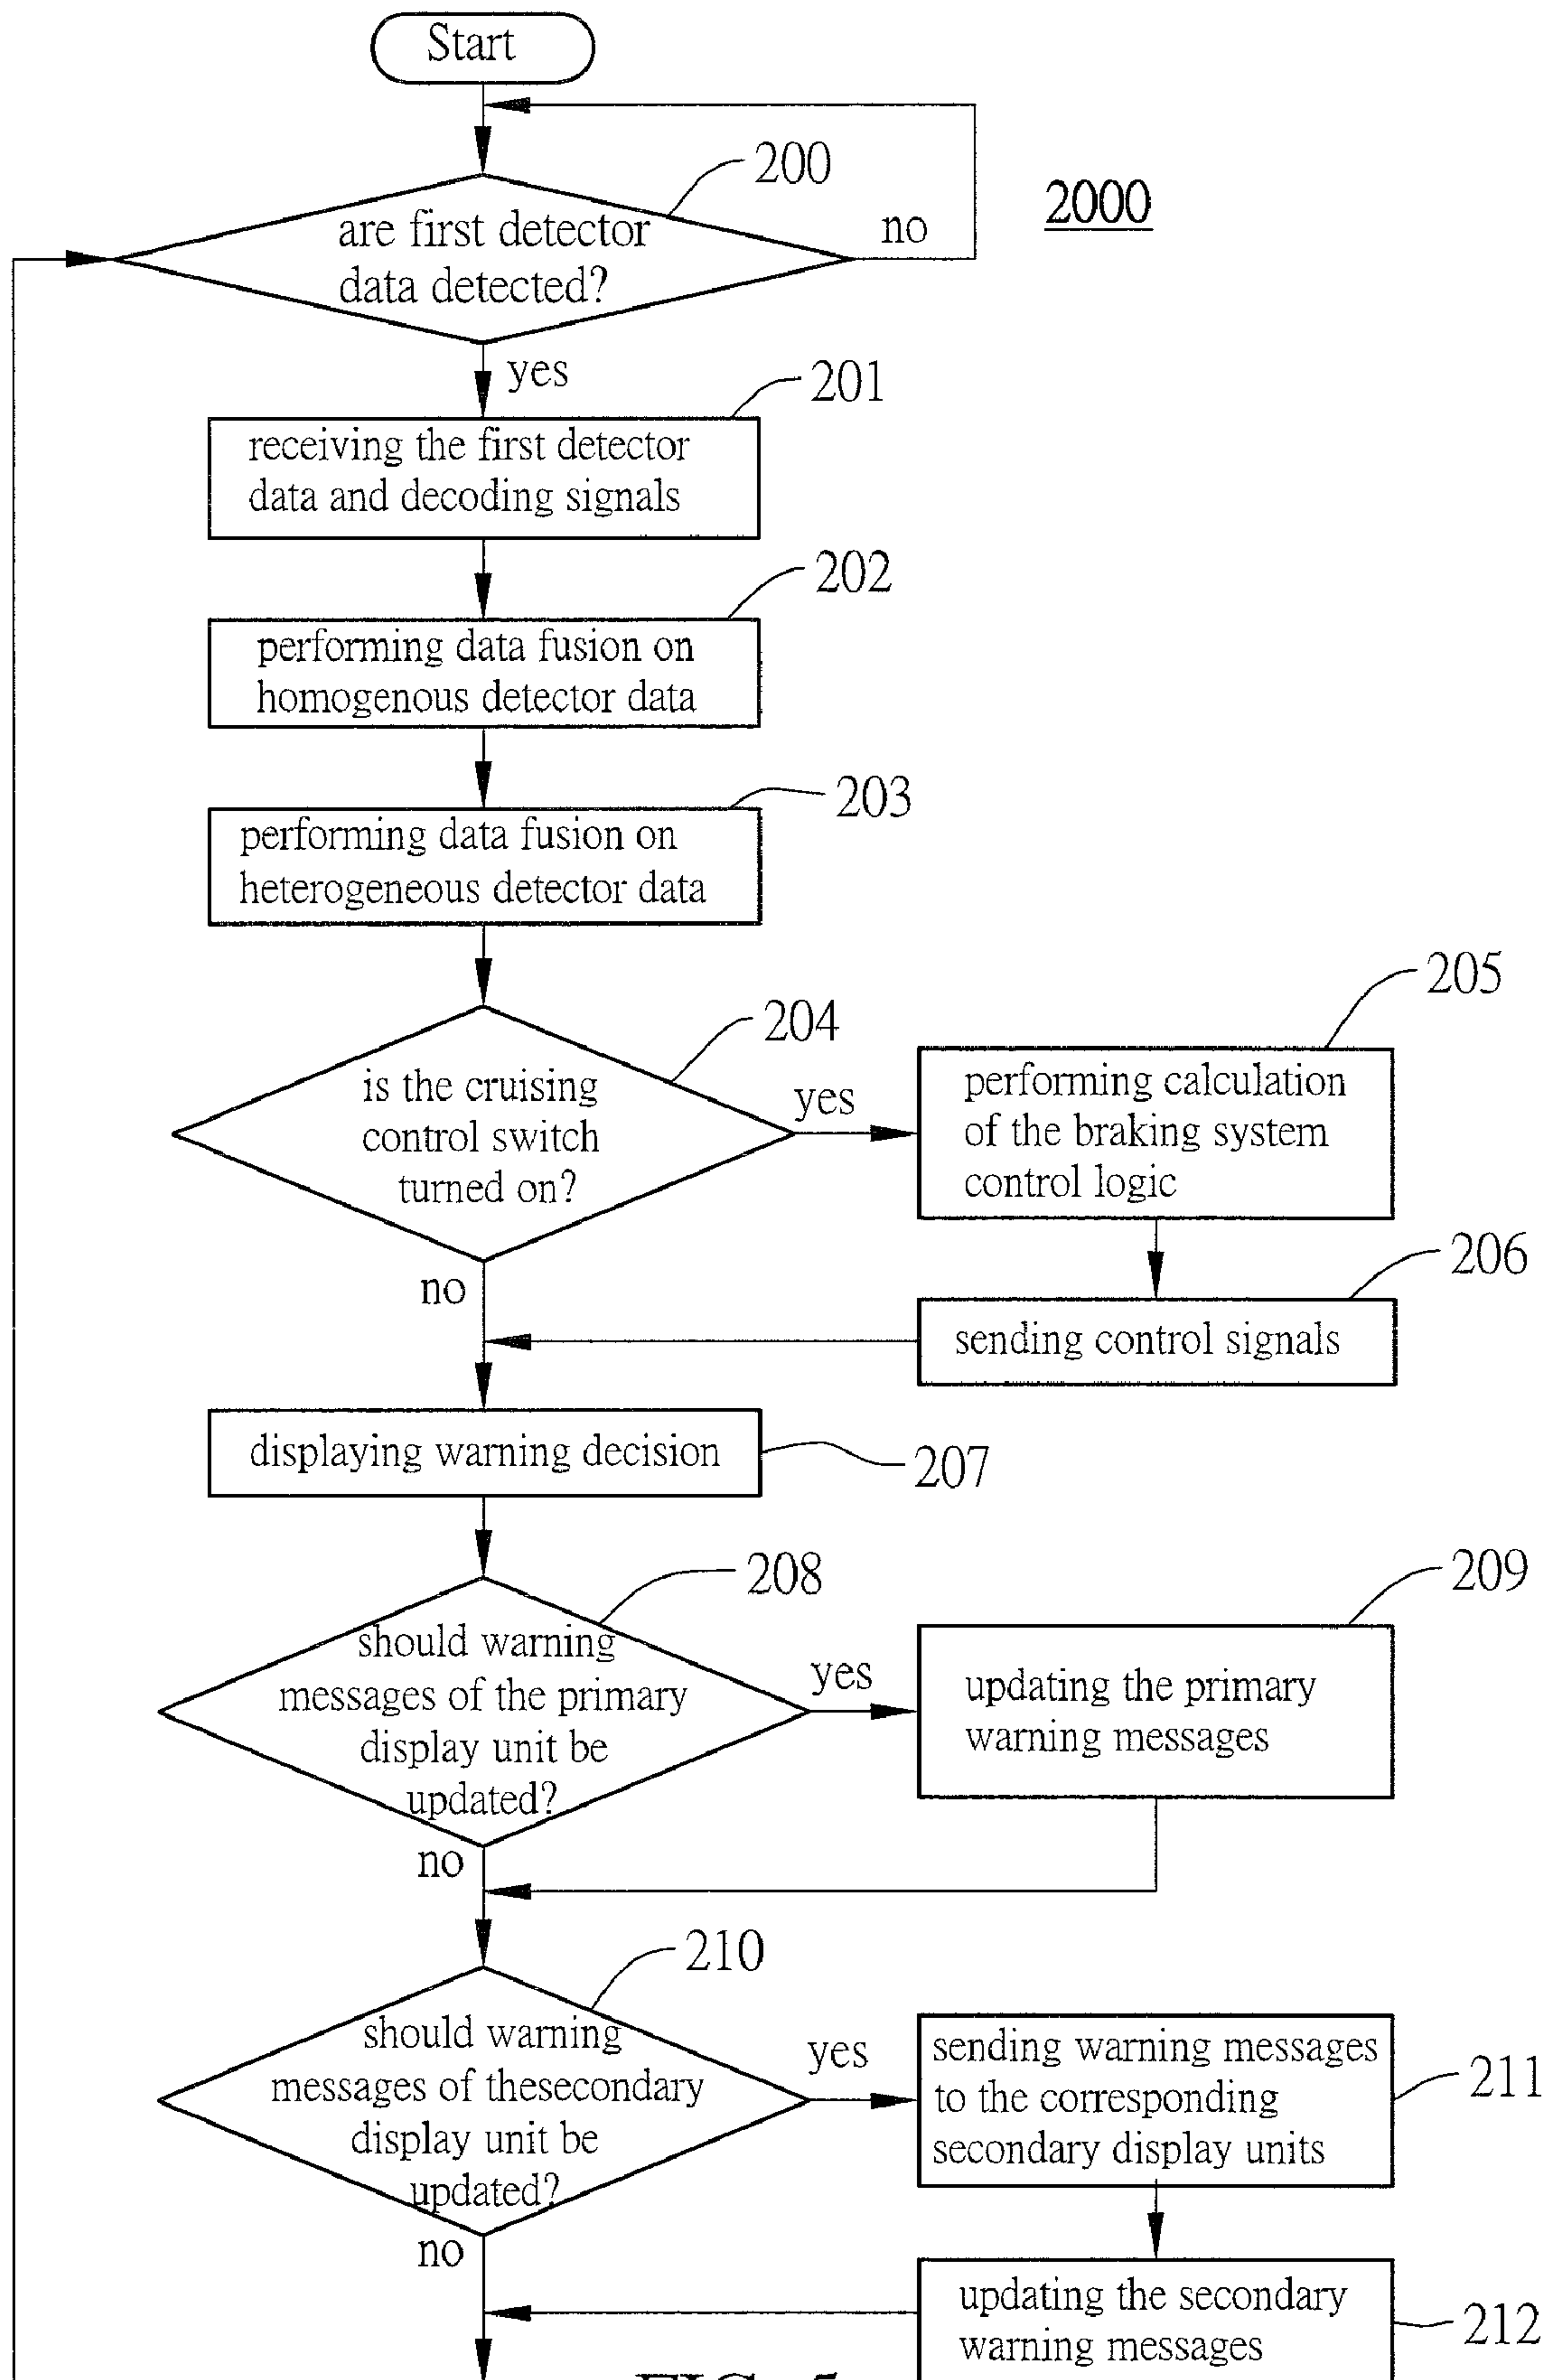 Start
200
2000
are first detector
data detected?
no
yes
201
receiving the first detector
data and decoding signals
202
performing data fusion on
homogenous detector data
203
performing data fusion on
heterogeneous detector data
204
is the cruising
control switch
turned on?
yes
205
performing calculation
of the braking system
control logic
no
206
sending control signals
displaying warning decision
207
208
should warning
messages of the primary
display unit be
updated?
yes
209
updating the primary
warning messages
no
210
should warning
messages of thesecondary
display unit be
updated?
yes
sending warning messages
to the corresponding
secondary display units
211
no
updating the secondary
warning messages
212